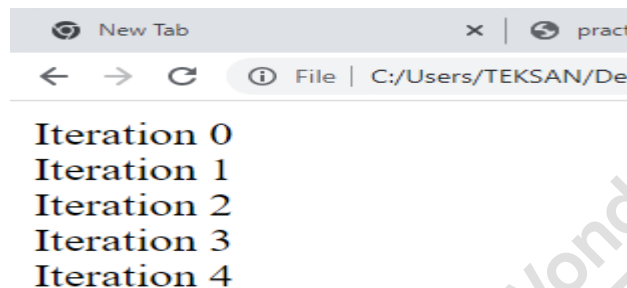 New Tab
pract
File | C:/Users/TEKSAN/De
Iteration 0
Iteration 1
Iteration 2
Iteration 3
Iteration 4